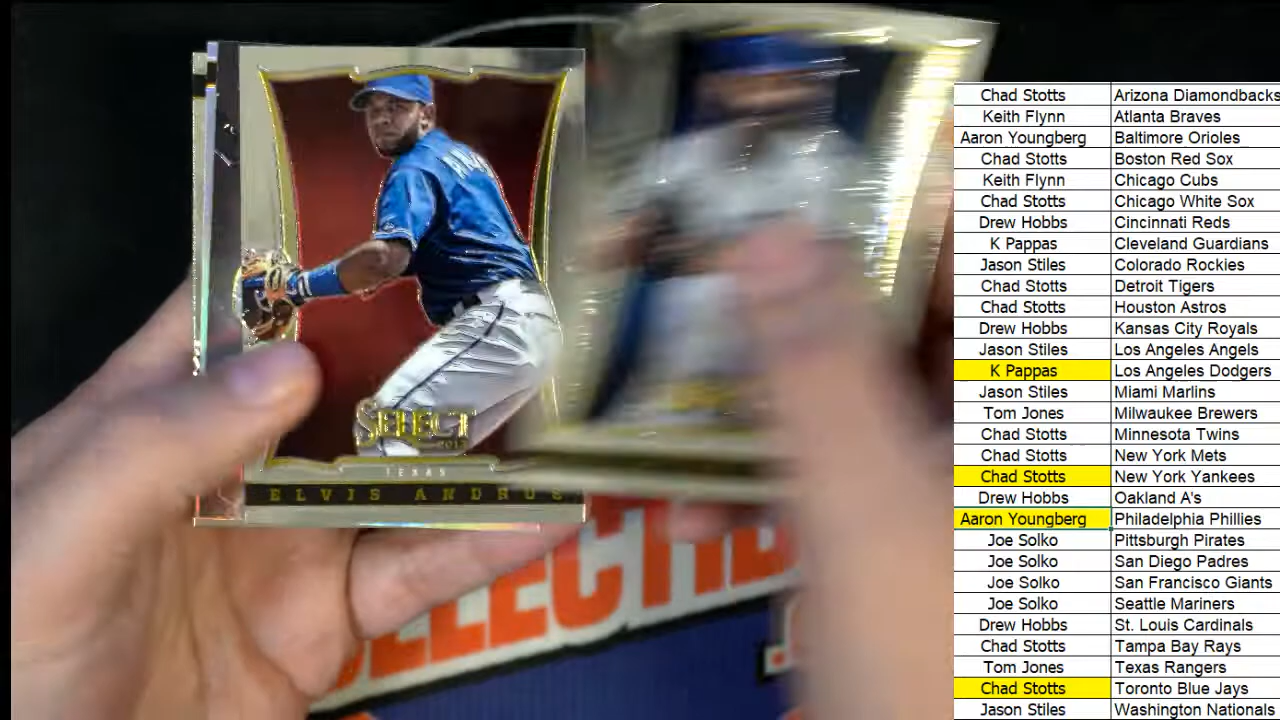 SELECT
2013
TEXAS
ELVIS ANDRUS
Chad Stotts Arizona Diamondbacks
Keith Flynn Atlanta Braves
Aaron Youngberg Baltimore Orioles
Chad Stotts Boston Red Sox
Keith Flynn Chicago Cubs
Chad Stotts Chicago White Sox
Drew Hobbs Cincinnati Reds
K Pappas Cleveland Guardians
Jason Stiles Colorado Rockies
Chad Stotts Detroit Tigers
Chad Stotts Houston Astros
Drew Hobbs Kansas City Royals
Jason Stiles Los Angeles Angels
K Pappas Los Angeles Dodgers
Jason Stiles Miami Marlins
Tom Jones Milwaukee Brewers
Chad Stotts Minnesota Twins
Chad Stotts New York Mets
Chad Stotts New York Yankees
Drew Hobbs Oakland A's
Aaron Youngberg Philadelphia Phillies
Joe Solko Pittsburgh Pirates
Joe Solko San Diego Padres
Joe Solko San Francisco Giants
Joe Solko Seattle Mariners
Drew Hobbs St. Louis Cardinals
Chad Stotts Tampa Bay Rays
Tom Jones Texas Rangers
Chad Stotts Toronto Blue Jays
Jason Stiles Washington Nationals